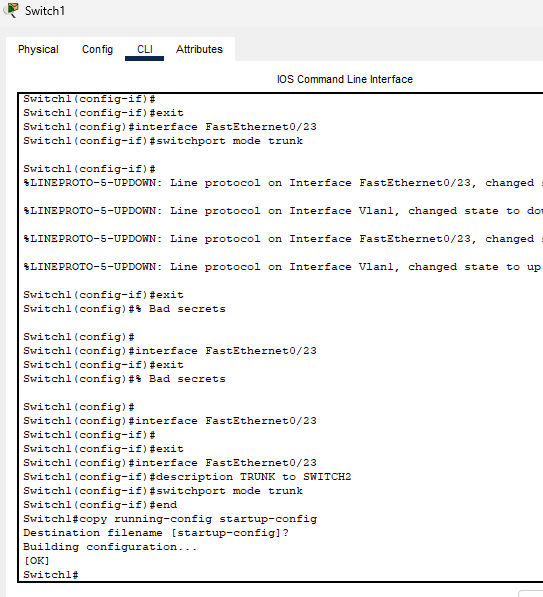 Switch1
Physical Config CLI Attributes
IOS Command Line Interface
Switch1(config-if)#
Switch1(config-if)#exit
Switch1(config)#interface FastEthernet0/23
Switch1(config-if)#switchport mode trunk
Switch1(config-if)#
%LINEPROTO-5-UPDOWN: Line protocol on Interface FastEthernet0/23, changed
%LINEPROTO-5-UPDOWN: Line protocol on Interface Vlan1, changed state to
%LINEPROTO-5-UPDOWN: Line protocol on Interface FastEthernet0/23, changed
%LINEPROTO-5-UPDOWN: Line protocol on Interface Vlan1, changed state to up
Switch1(config-if)#exit
Switch1(config)#% Bad secrets
Switch1(config)#
Switch1(config)#interface FastEthernet0/23
Switch1(config-if)#exit
Switch1(config)#% Bad secrets
Switch1(config)#
Switch1(config)#interface FastEthernet0/23
Switch1(config-if)#
Switch1(config-if)#exit
Switch1(config)#interface FastEthernet0/23
Switch1(config-if)#description TRUNK to SWITCH2
Switch1(config-if)#switchport mode trunk
Switch1(config-if)#end
Switch1#copy running-config startup-config
Destination filename [startup-config]?
Building configuration...
[OK]
Switch1#